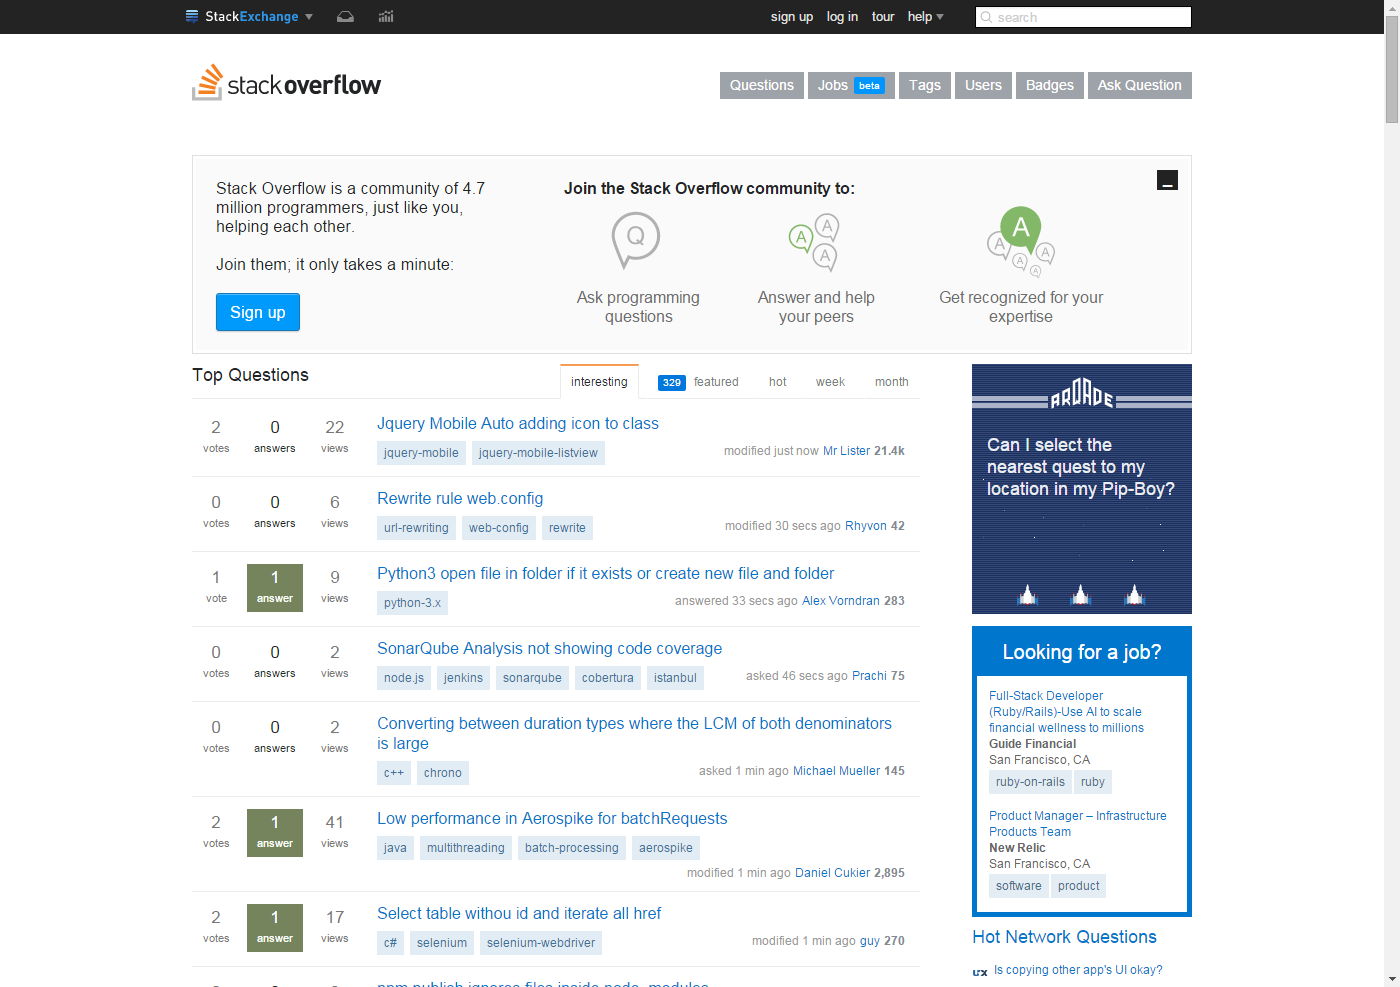 StackExchange
sign up log in tour help
search
stackoverflow
Questions
Jobs beta
Tags
Users
Badges
Ask Question
Stack Overflow is a community of 4.7
million programmers, just like you,
helping each other.
Join them; it only takes a minute:
Sign up
Join the Stack Overflow community to:
Q
Ask programming
questions
A
A
A
Answer and help
your peers
A
A
A
A
A
Get recognized for your
expertise
Top Questions
interesting
329 featured
hot
week
month
2 0 22
votes answers views
Jquery Mobile Auto adding icon to class
jquery-mobile jquery-mobile-listview
modified just now Mr Lister 21.4k
0 0 6
votes answers views
Rewrite rule web.config
url-rewriting web-config rewrite
modified 30 secs ago Rhyvon 42
1 1 9
vote answer views
Python3 open file in folder if it exists or create new file and folder
python-3.x
answered 33 secs ago Alex Vorndran 283
0 0 2
votes answers views
SonarQube Analysis not showing code coverage
node.js jenkins sonarqube cobertura istanbul
asked 46 secs ago Prachi 75
0 0 2
votes answers views
Converting between duration types where the LCM of both denominators
is large
c++ chrono
asked 1 min ago Michael Mueller 145
2 1 41
votes answer views
Low performance in Aerospike for batchRequests
java multithreading batch-processing aerospike
modified 1 min ago Daniel Cukier 2,895
2 1 17
votes answer views
Select table withou id and iterate all href
c# selenium selenium-webdriver
modified 1 min ago guy 270
npm publish ignores files inside node_modules
ARQADE
Can I select the
nearest quest to my
location in my Pip-Boy?
Looking for a job?
Full-Stack Developer
(Ruby/Rails)-Use AI to scale
financial wellness to millions
Guide Financial
San Francisco, CA
ruby-on-rails ruby
Product Manager – Infrastructure
Products Team
New Relic
San Francisco, CA
software product
Hot Network Questions
UX Is copying other app's UI okay?